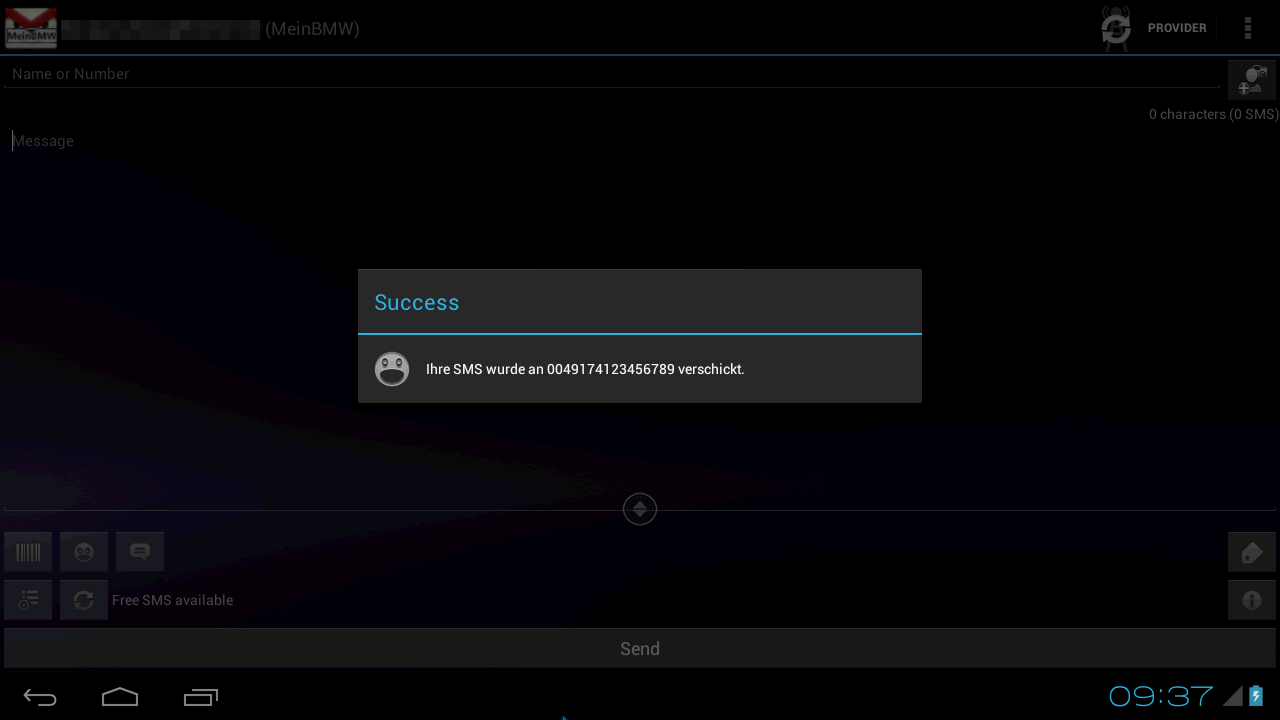 MeinBMW
(MeinBMW)
PROVIDER
Name or Number
0 characters (0 SMS)
Message
Success
Ihre SMS wurde an 0049174123456789 verschickt.
Free SMS available
Send
09:37